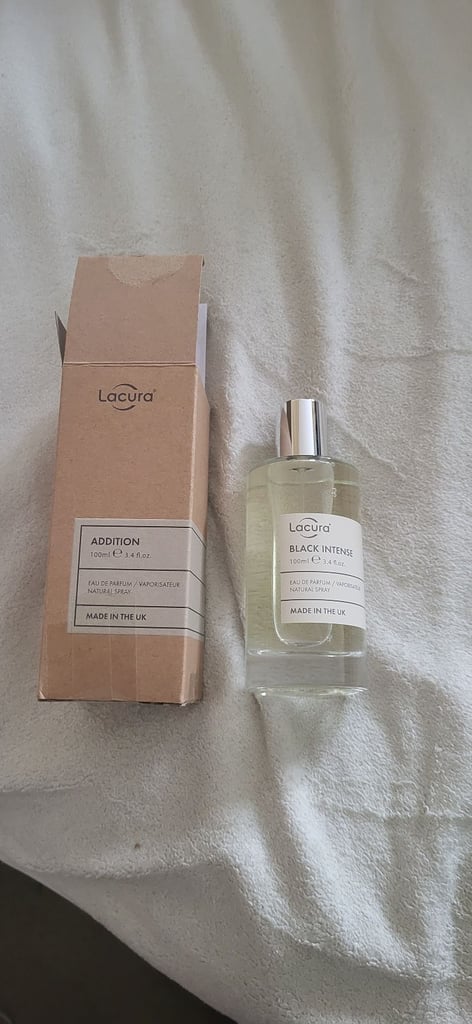 Lacura
ADDITION
100ml ℮ 3.4 fl.oz.
EAU DE PARFUM / VAPORISATEUR
NATURAL SPRAY
MADE IN THE UK
Lacura
BLACK INTENSE
100ml ℮ 3.4 fl.oz.
EAU DE PARFUM / VAPORISATEUR
NATURAL SPRAY
MADE IN THE UK